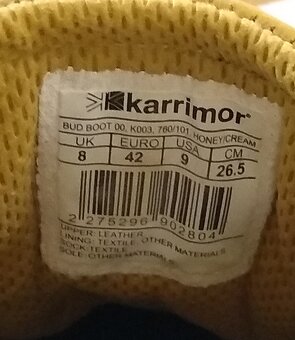 karrimor®
BUD BOOT 00, K003, 760/101, HONEY/CREAM
UK EURO USA CM
8 42 9 26.5
2 275296 902804
UPPER: LEATHER
LINING: TEXTILE, OTHER MATERIALS
SOCK: TEXTILE
SOLE: OTHER MATERIALS